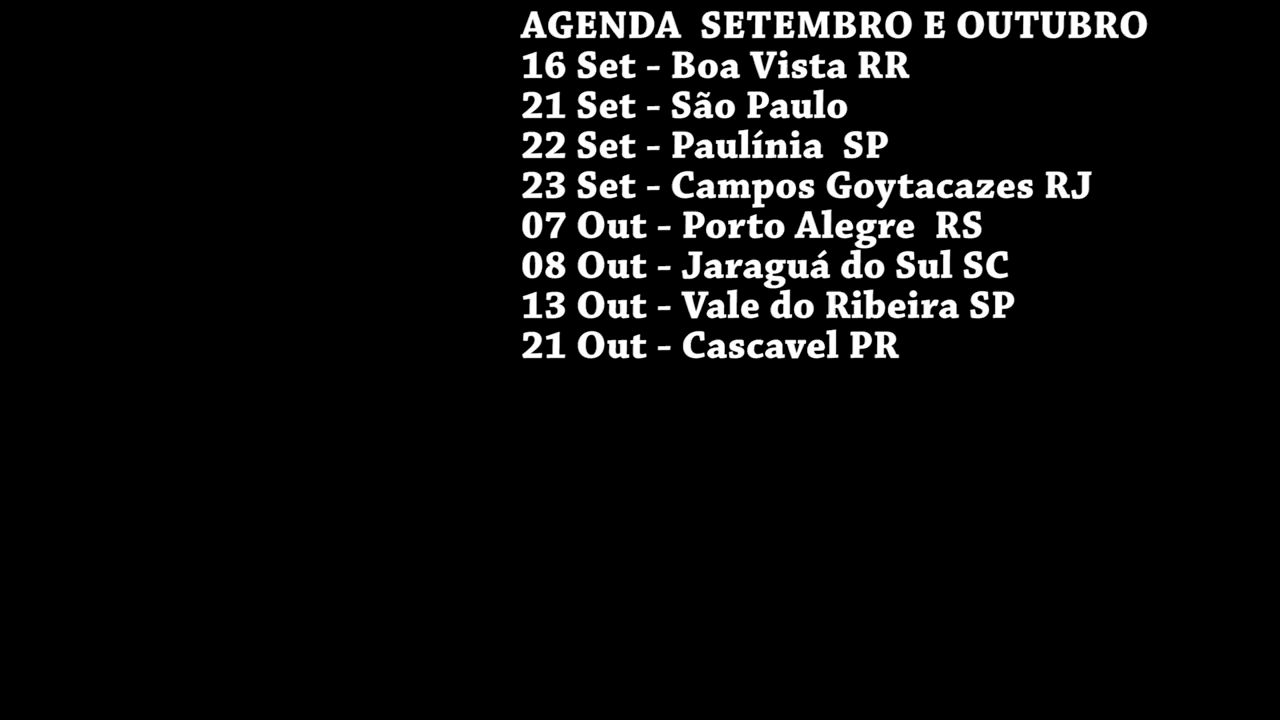 AGENDA SETEMBRO E OUTUBRO
16 Set - Boa Vista RR
21 Set - São Paulo
22 Set - Paulínia SP
23 Set - Campos Goytacazes RJ
07 Out - Porto Alegre RS
08 Out - Jaraguá do Sul SC
13 Out - Vale do Ribeira SP
21 Out - Cascavel PR